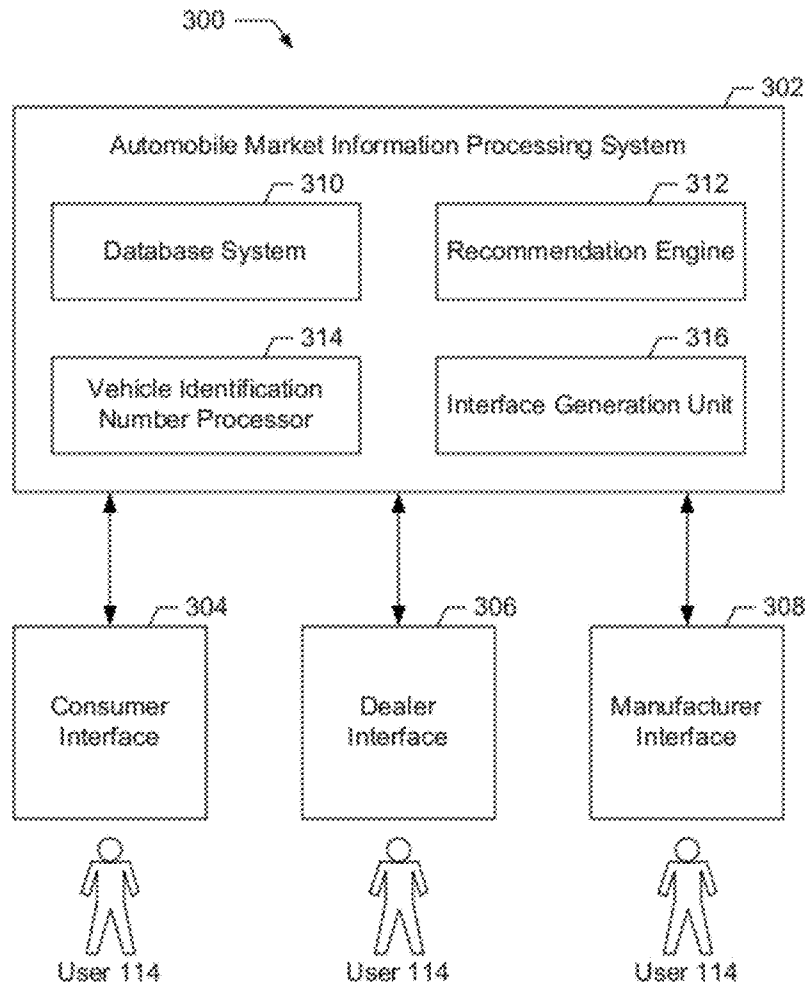 300
302
Automobile Market Information Processing System
310
312
Database System
Recommendation Engine
314
316
Vehicle Identification
Number Processor
Interface Generation Unit
304
306
308
Consumer
Interface
Dealer
Interface
Manufacturer
Interface
User 114
User 114
User 114